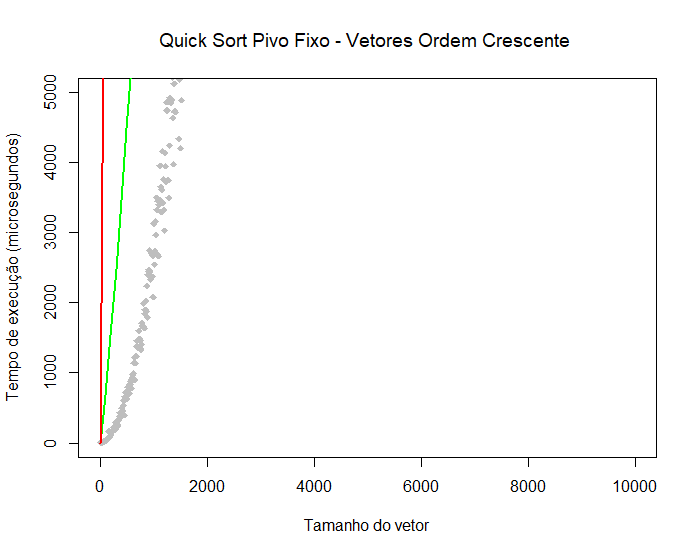 Quick Sort Pivo Fixo - Vetores Ordem Crescente
Tempo de execução (microsegundos)
5000
4000
3000
2000
1000
0
0 2000 4000 6000 8000 10000
Tamanho do vetor